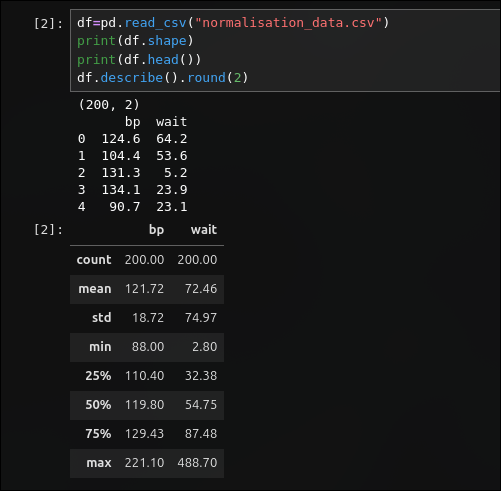 [2]: df=pd.read_csv("normalisation_data.csv")
print(df.shape)
print(df.head())
df.describe().round(2)
(200, 2)
bp wait
0 124.6 64.2
1 104.4 53.6
2 131.3 5.2
3 134.1 23.9
4 90.7 23.1
[2]: bp wait
count 200.00 200.00
mean 121.72 72.46
std 18.72 74.97
min 88.00 2.80
25% 110.40 32.38
50% 119.80 54.75
75% 129.43 87.48
max 221.10 488.70